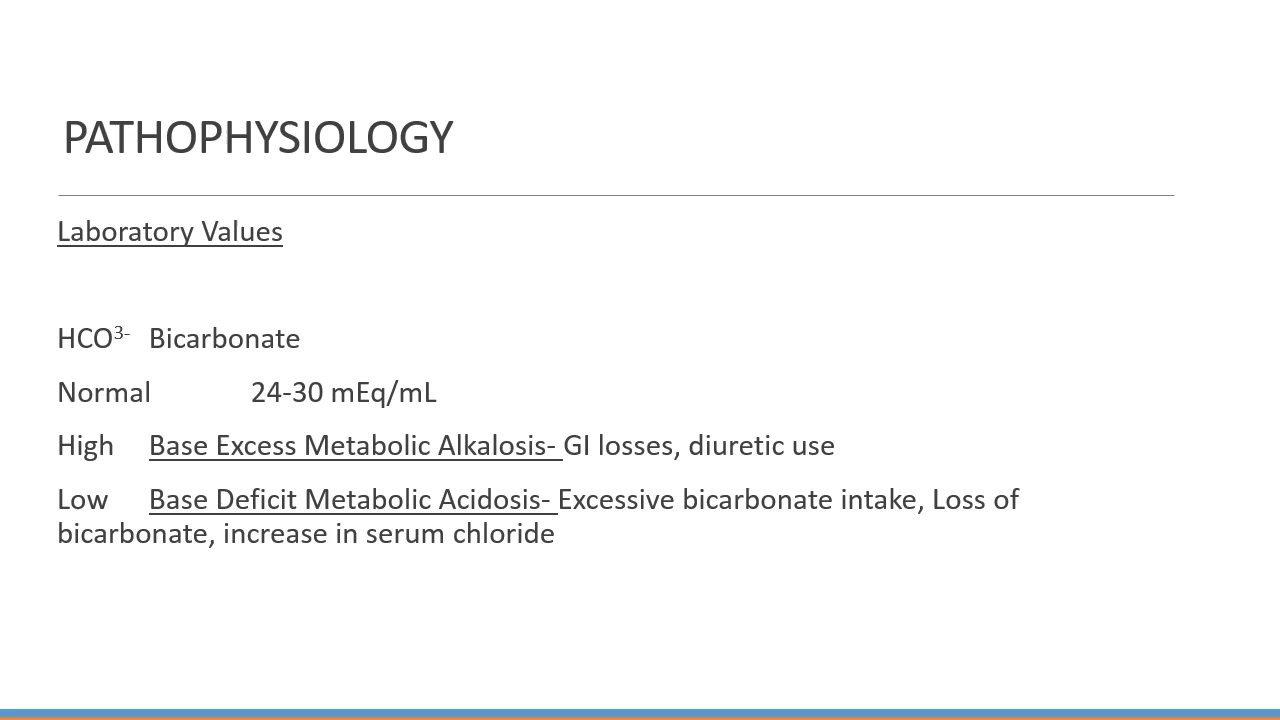 PATHOPHYSIOLOGY
Laboratory Values
HCO³⁻ Bicarbonate
Normal 24-30 mEq/mL
High Base Excess Metabolic Alkalosis- GI losses, diuretic use
Low Base Deficit Metabolic Acidosis- Excessive bicarbonate intake, Loss of
bicarbonate, increase in serum chloride